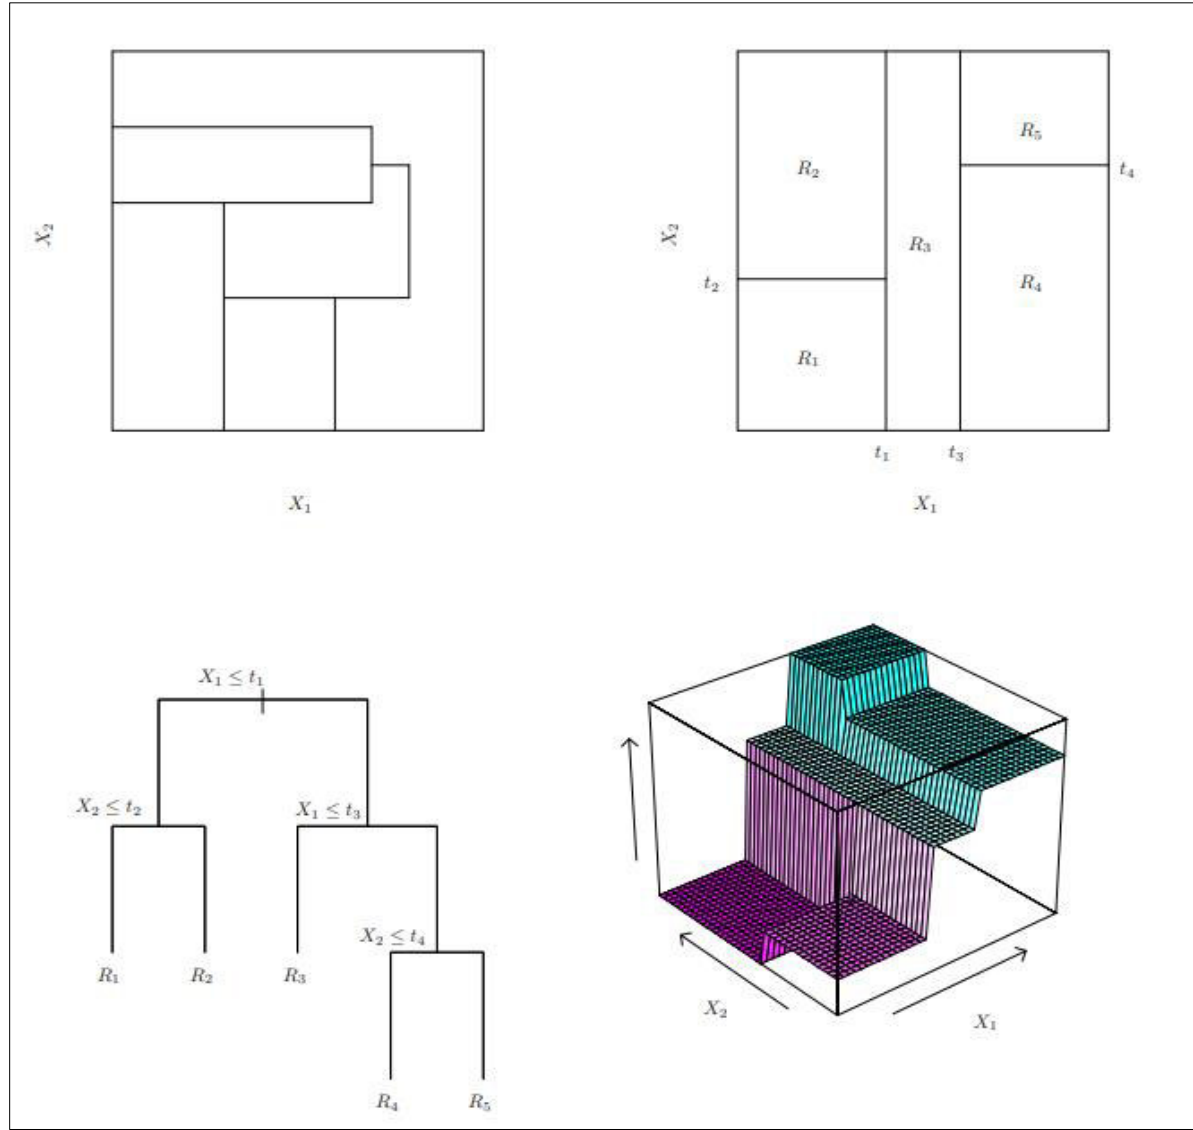 X₂
X₁
R₂
R₅
t₄
X₂
R₃
t₂
R₄
R₁
t₁
t₃
X₁
X₁ ≤ t₁
X₂ ≤ t₂
X₁ ≤ t₃
X₂ ≤ t₄
R₁
R₂
R₃
R₄
R₅
X₂
X₁